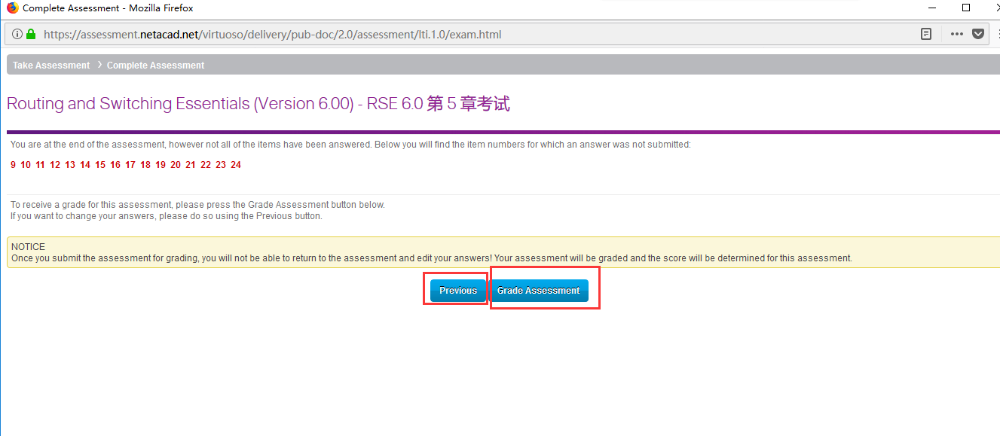 Complete Assessment - Mozilla Firefox
https://assessment.netacad.net/virtuoso/delivery/pub-doc/2.0/assessment/lti.1.0/exam.html
Take Assessment > Complete Assessment
Routing and Switching Essentials (Version 6.00) - RSE 6.0 第 5 章考试
You are at the end of the assessment, however not all of the items have been answered. Below you will find the item numbers for which an answer was not submitted:
9 10 11 12 13 14 15 16 17 18 19 20 21 22 23 24
To receive a grade for this assessment, please press the Grade Assessment button below.
If you want to change your answers, please do so using the Previous button.
NOTICE
Once you submit the assessment for grading, you will not be able to return to the assessment and edit your answers! Your assessment will be graded and the score will be determined for this assessment.
Previous Grade Assessment